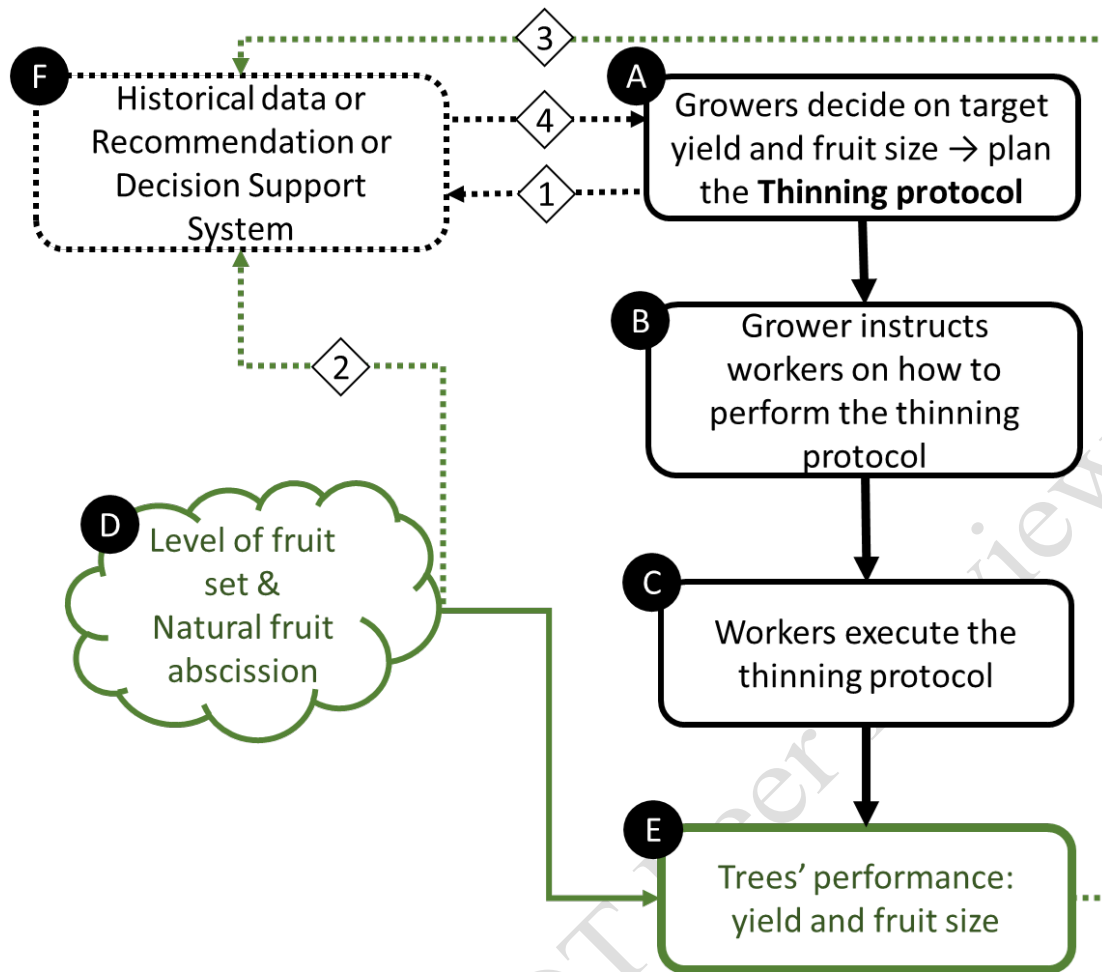 3
F
Historical data or
Recommendation or
Decision Support
System
4
1
A
Growers decide on target
yield and fruit size → plan
the Thinning protocol
B
Grower instructs
workers on how to
perform the thinning
protocol
2
D
Level of fruit
set &
Natural fruit
abscission
C
Workers execute the
thinning protocol
E
Trees’ performance:
yield and fruit size